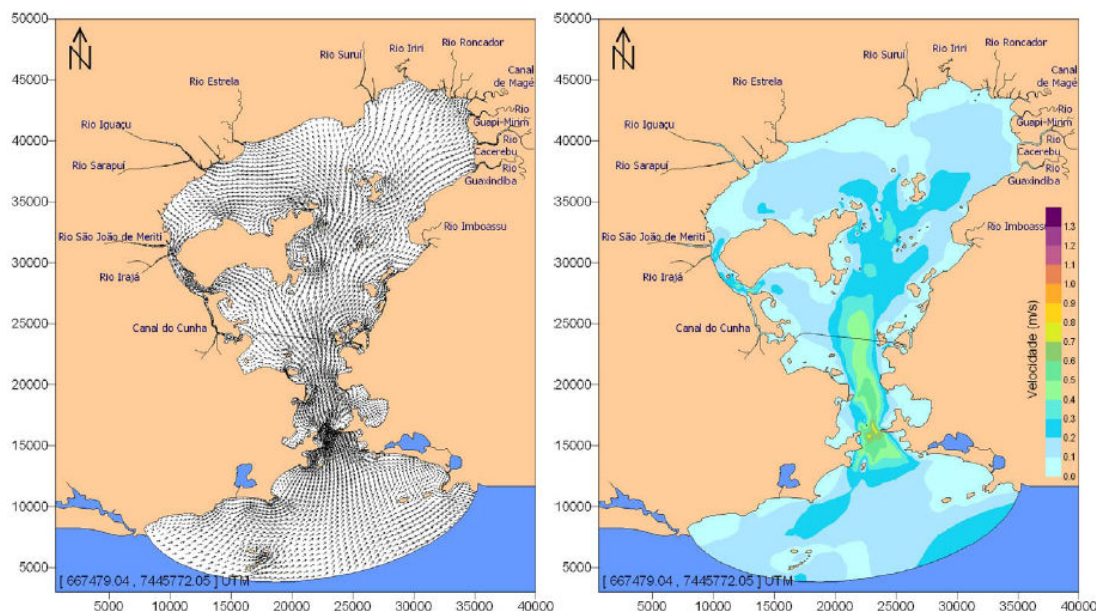 50000
45000
40000
35000
30000
25000
20000
15000
10000
5000
5000 10000 15000 20000 25000 30000 35000 40000
N
Rio Suruí
Rio Iriri
Rio Roncador
Canal
de Magé
Rio Estrela
Rio
Guapi-Mirim
Rio Iguaçu
Rio
Cacerebu
Rio Sarapuí
Rio
Guaxindiba
Rio São João de Meriti
Rio Imboassu
Rio Irajá
Canal do Cunha
[ 667479.04 , 7445772.05 ] UTM
50000
45000
40000
35000
30000
25000
20000
15000
10000
5000
5000 10000 15000 20000 25000 30000 35000 40000
N
Rio Suruí
Rio Iriri
Rio Roncador
Canal
de Magé
Rio Estrela
Rio
Guapi-Mirim
Rio Iguaçu
Rio
Cacerebu
Rio Sarapuí
Rio
Guaxindiba
Rio São João de Meriti
Rio Imboassu
Rio Irajá
Canal do Cunha
[ 667479.04 , 7445772.05 ] UTM
Velocidade (m/s)
1.3
1.2
1.1
1.0
0.9
0.8
0.7
0.6
0.5
0.4
0.3
0.2
0.1
0.0